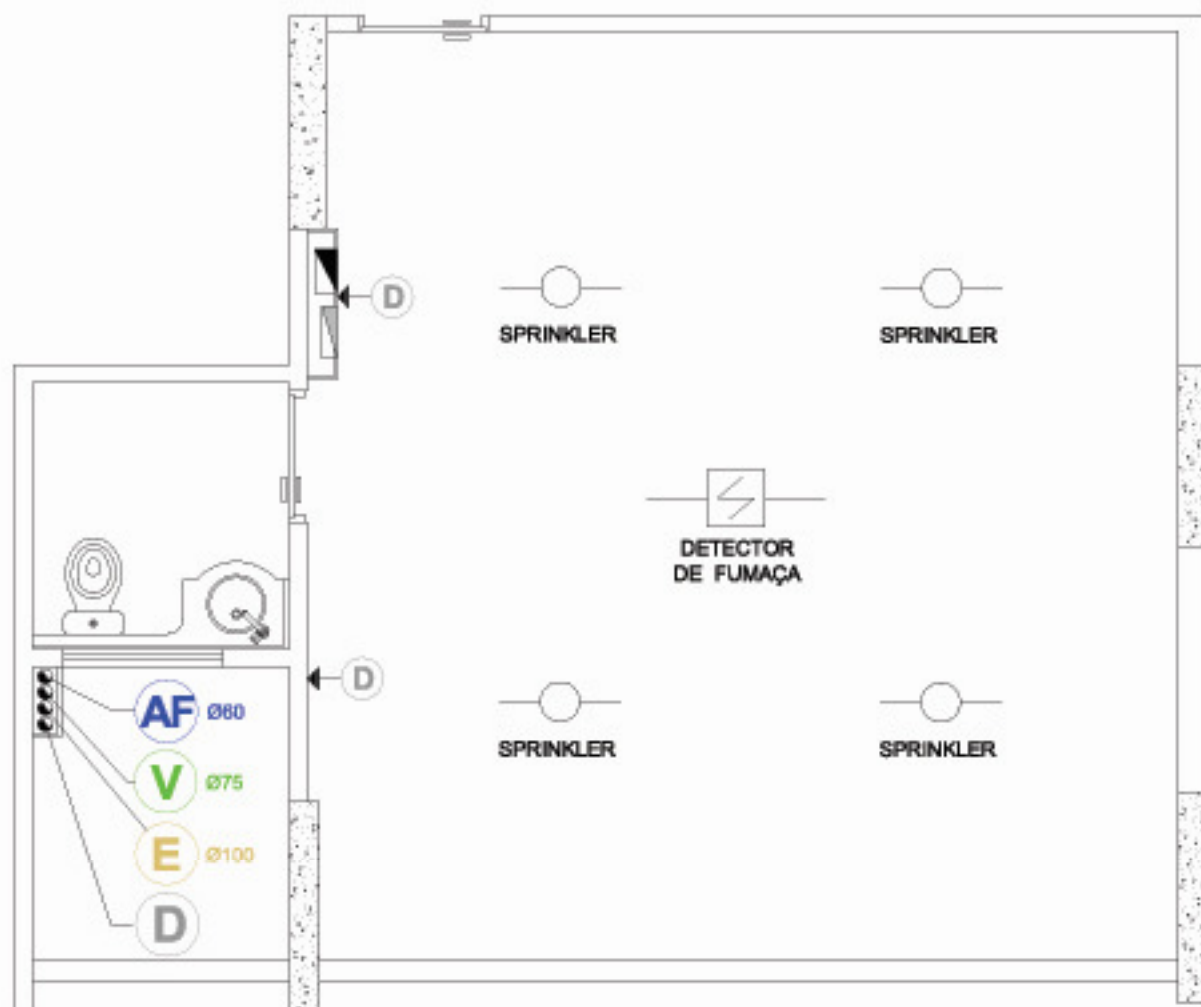 D
SPRINKLER
SPRINKLER
DETECTOR
DE FUMAÇA
D
SPRINKLER
SPRINKLER
AF Ø60
V Ø75
E Ø100
D